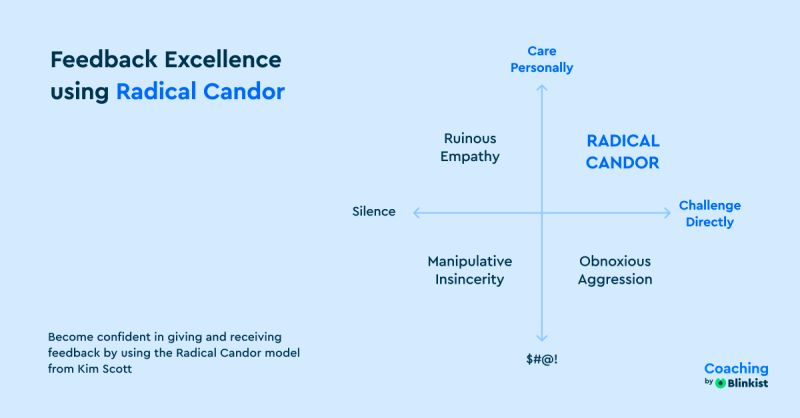 Feedback Excellence
using Radical Candor
Care
Personally
Ruinous
Empathy
RADICAL
CANDOR
Silence
Challenge
Directly
Manipulative
Insincerity
Obnoxious
Aggression
$#@!
Become confident in giving and receiving
feedback by using the Radical Candor model
from Kim Scott
Coaching
by Blinkist